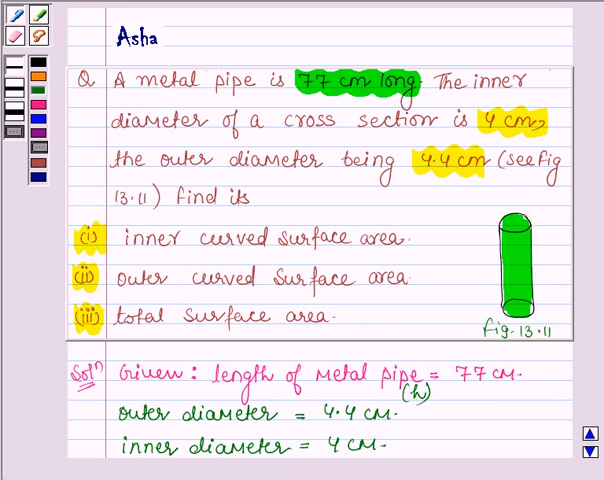 Asha
Q A metal pipe is 77 cm long. The inner
diameter of a cross section is 4 cm,
the outer diameter being 4.4 cm (see fig
13.11) Find its
(i) inner curved surface area.
(ii) outer curved surface area
(iii) total surface area.
fig. 13.11
Solⁿ Given: length of metal pipe = 77 cm.
(h)
outer diameter = 4.4 cm.
inner diameter = 4 cm.